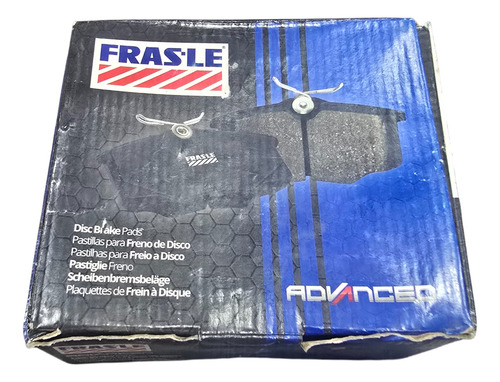 FRAS-LE
FRAS-LE
Disc Brake Pads
Pastillas para Freno de Disco
Pastilhas para Freio a Disco
Pastiglie Freno
Scheibenbremsbeläge
Plaquettes de Frein à Disque
ADVANCED